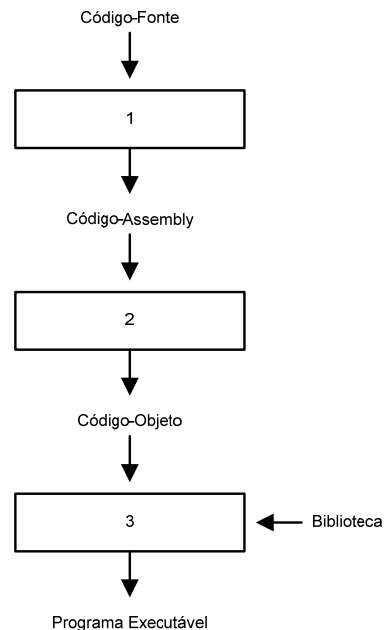 Código-Fonte
1
Código-Assembly
2
Código-Objeto
3
Biblioteca
Programa Executável